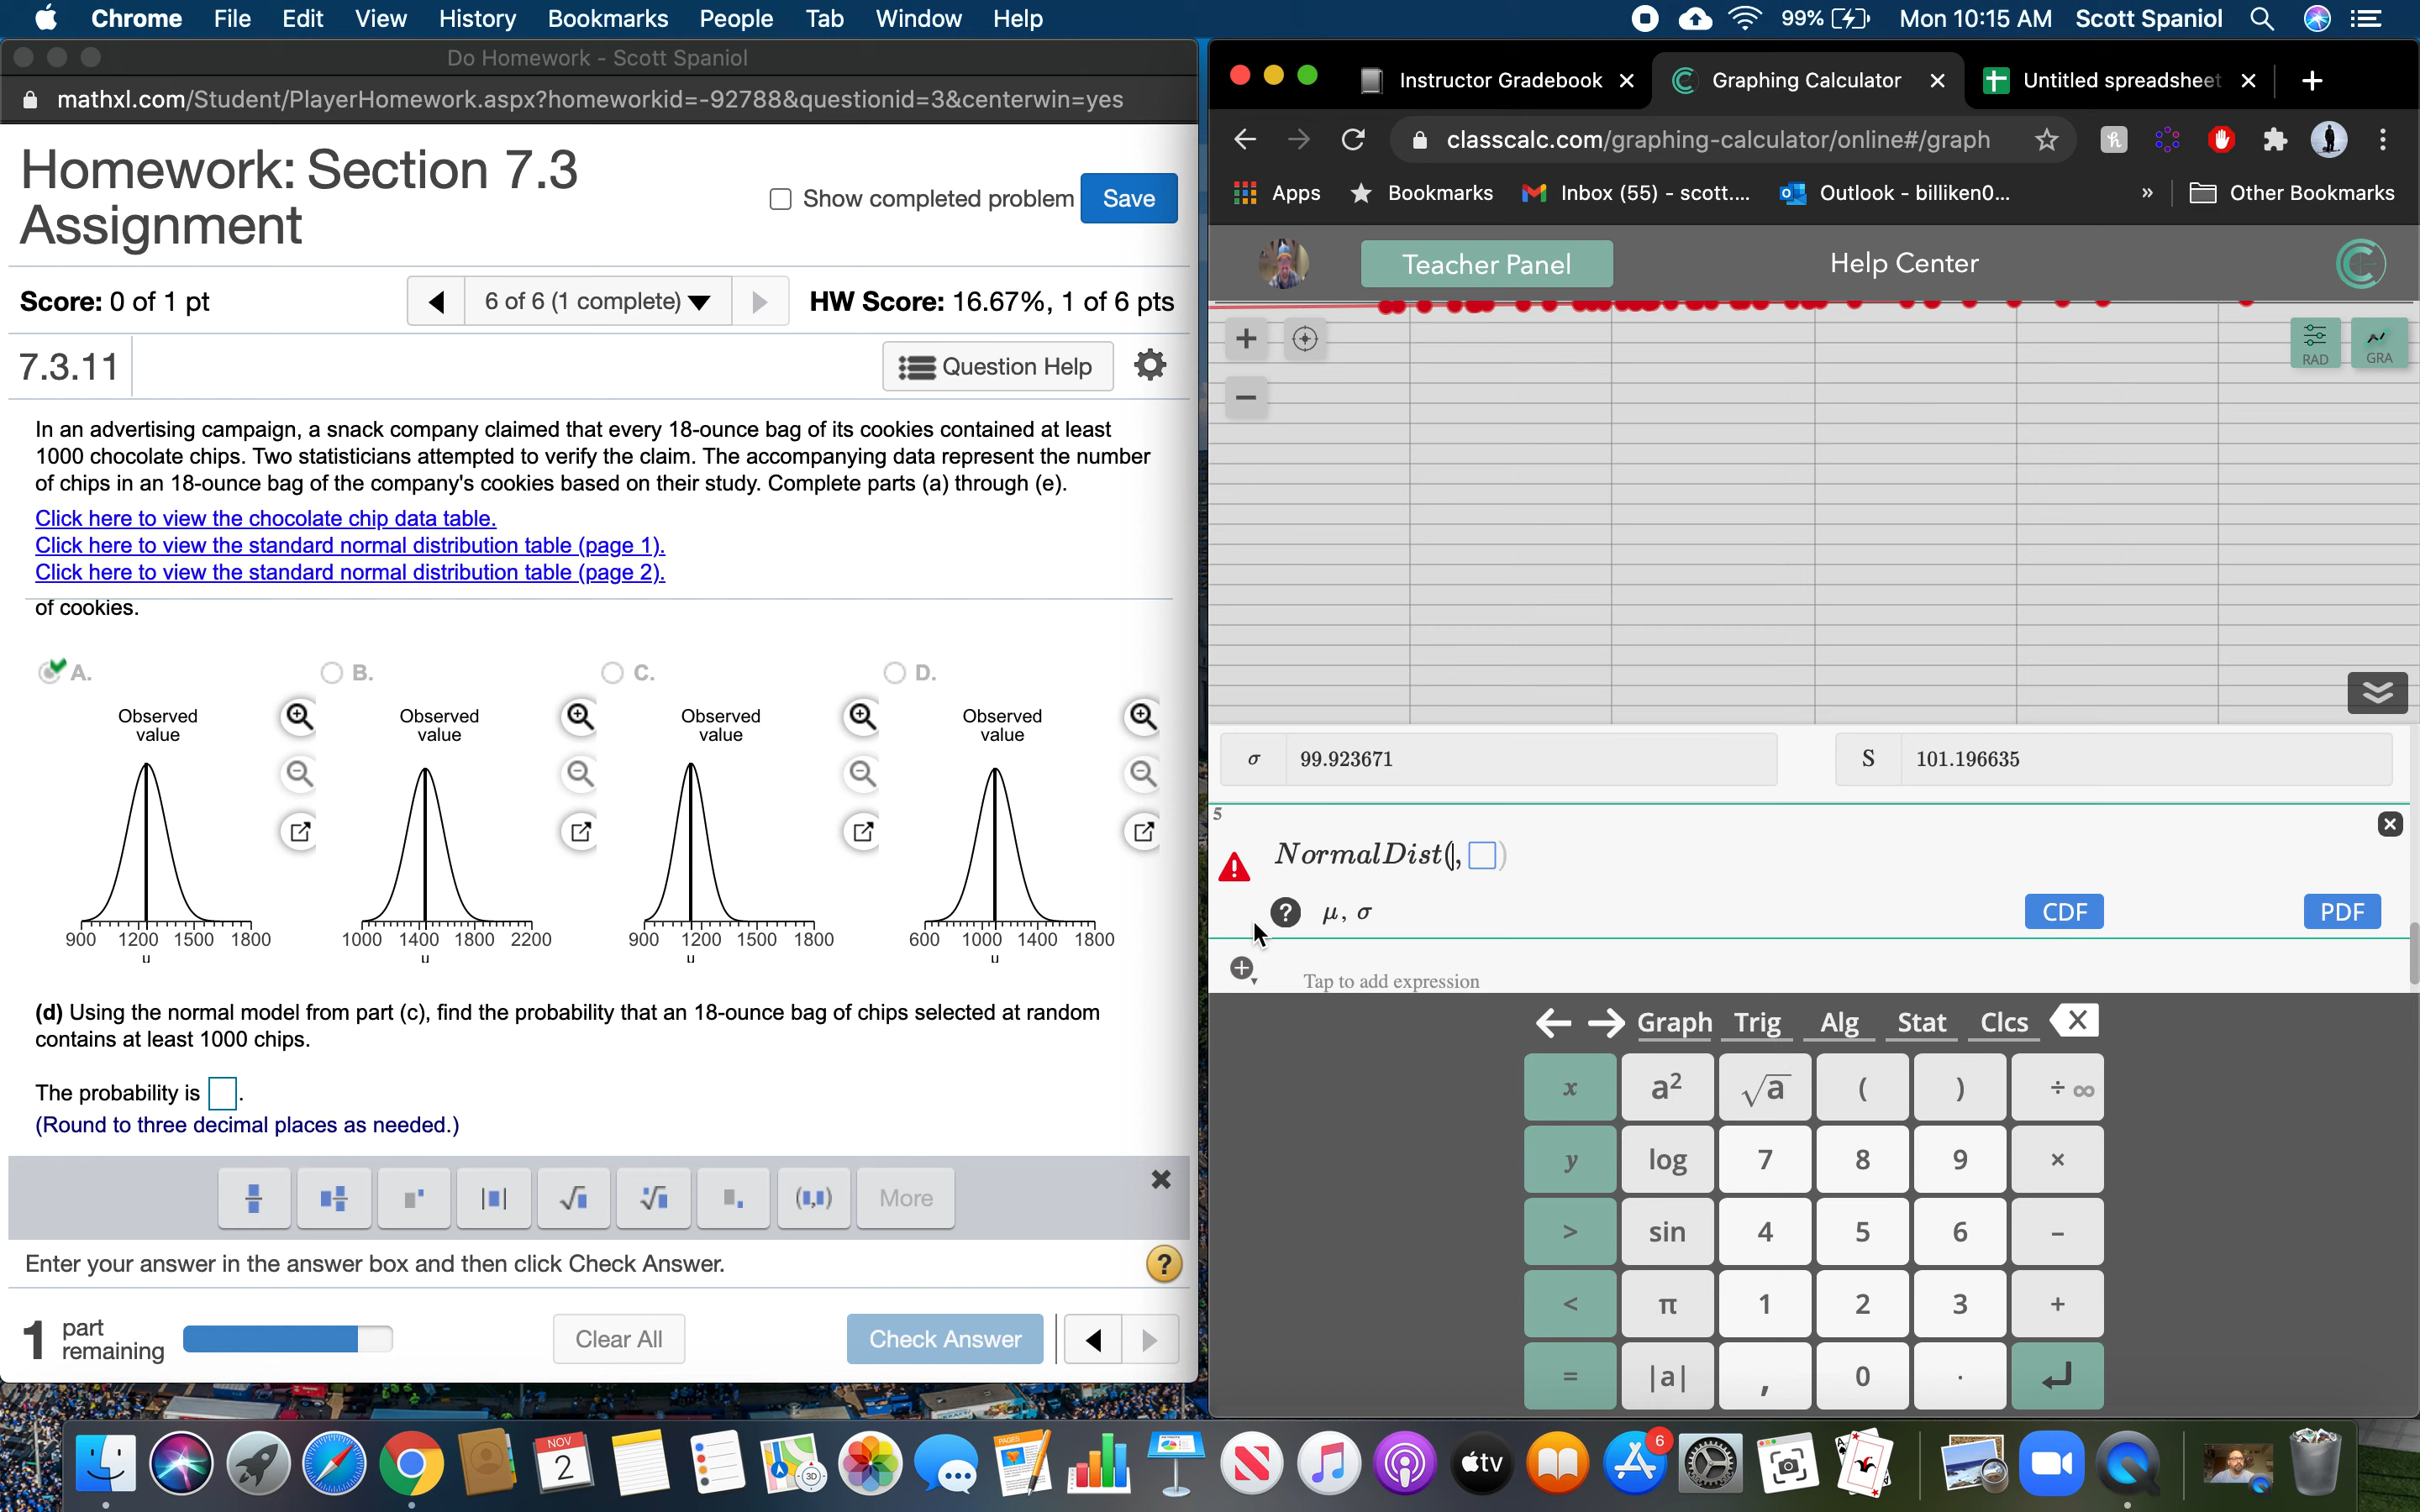 Chrome File Edit View History Bookmarks People Tab Window Help 99% Mon 10:15 AM Scott Spaniol
Do Homework - Scott Spaniol
mathxl.com/Student/PlayerHomework.aspx?homeworkid=-92788&questionid=3&centerwin=yes
Homework: Section 7.3
Assignment
Show completed problem
Save
Score: 0 of 1 pt
6 of 6 (1 complete)
HW Score: 16.67%, 1 of 6 pts
7.3.11
Question Help
In an advertising campaign, a snack company claimed that every 18-ounce bag of its cookies contained at least
1000 chocolate chips. Two statisticians attempted to verify the claim. The accompanying data represent the number
of chips in an 18-ounce bag of the company's cookies based on their study. Complete parts (a) through (e).
Click here to view the chocolate chip data table.
Click here to view the standard normal distribution table (page 1).
Click here to view the standard normal distribution table (page 2).
of cookies.
A. B. C. D.
Observed
value
900 1200 1500 1800
u
Observed
value
1000 1400 1800 2200
u
Observed
value
900 1200 1500 1800
u
Observed
value
600 1000 1400 1800
u
(d) Using the normal model from part (c), find the probability that an 18-ounce bag of chips selected at random
contains at least 1000 chips.
The probability is .
(Round to three decimal places as needed.)
More
Enter your answer in the answer box and then click Check Answer.
?
1 part
remaining
Clear All
Check Answer
Instructor Gradebook
Graphing Calculator
Untitled spreadsheet
classcalc.com/graphing-calculator/online#/graph
Apps Bookmarks Inbox (55) - scott.... Outlook - billiken0... » Other Bookmarks
Teacher Panel
Help Center
RAD
GRA
σ 99.923671
S 101.196635
5
NormalDist(, )
? μ, σ
CDF
PDF
Tap to add expression
← → Graph Trig Alg Stat Clcs
x a² √a ( ) ÷ ∞
y log 7 8 9 ×
> sin 4 5 6 −
< π 1 2 3 +
= |a| , 0 .
NOV
2
3D
PAGES
tv
6